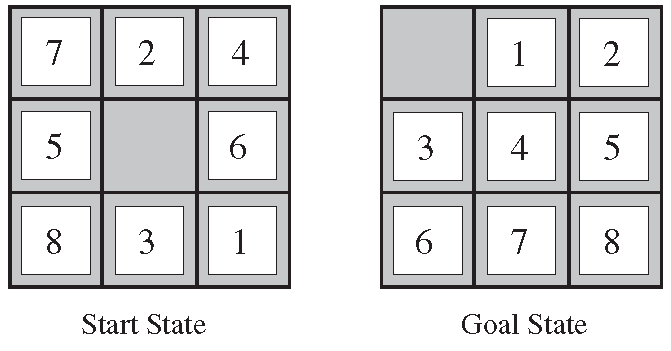 7 2 4 1 2
5 6 3 4 5
8 3 1 6 7 8
Start State Goal State